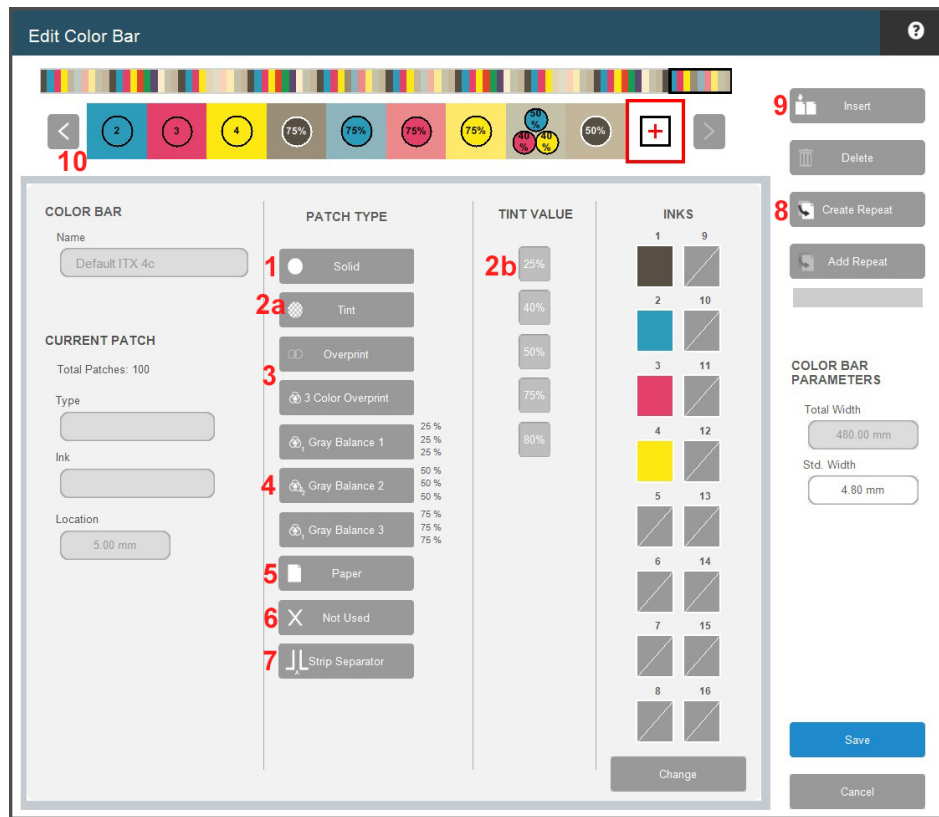 Edit Color Bar
?
2 3 4 75% 75% 75% 75% 50 % 40 % 40 % 50% +
10
9 Insert
Delete
8 Create Repeat
Add Repeat
COLOR BAR
PARAMETERS
Total Width
480.00 mm
Std. Width
4.80 mm
Save
Cancel
COLOR BAR
Name
Default ITX 4c
CURRENT PATCH
Total Patches: 100
Type
Ink
Location
5.00 mm
PATCH TYPE
1 Solid
2a Tint
Overprint
3
3 Color Overprint
Gray Balance 1
25 %
25 %
25 %
4 Gray Balance 2
50 %
50 %
50 %
Gray Balance 3
75 %
75 %
75 %
5 Paper
6 Not Used
7 Strip Separator
TINT VALUE
2b 25%
40%
50%
75%
80%
INKS
1 9
2 10
3 11
4 12
5 13
6 14
7 15
8 16
Change